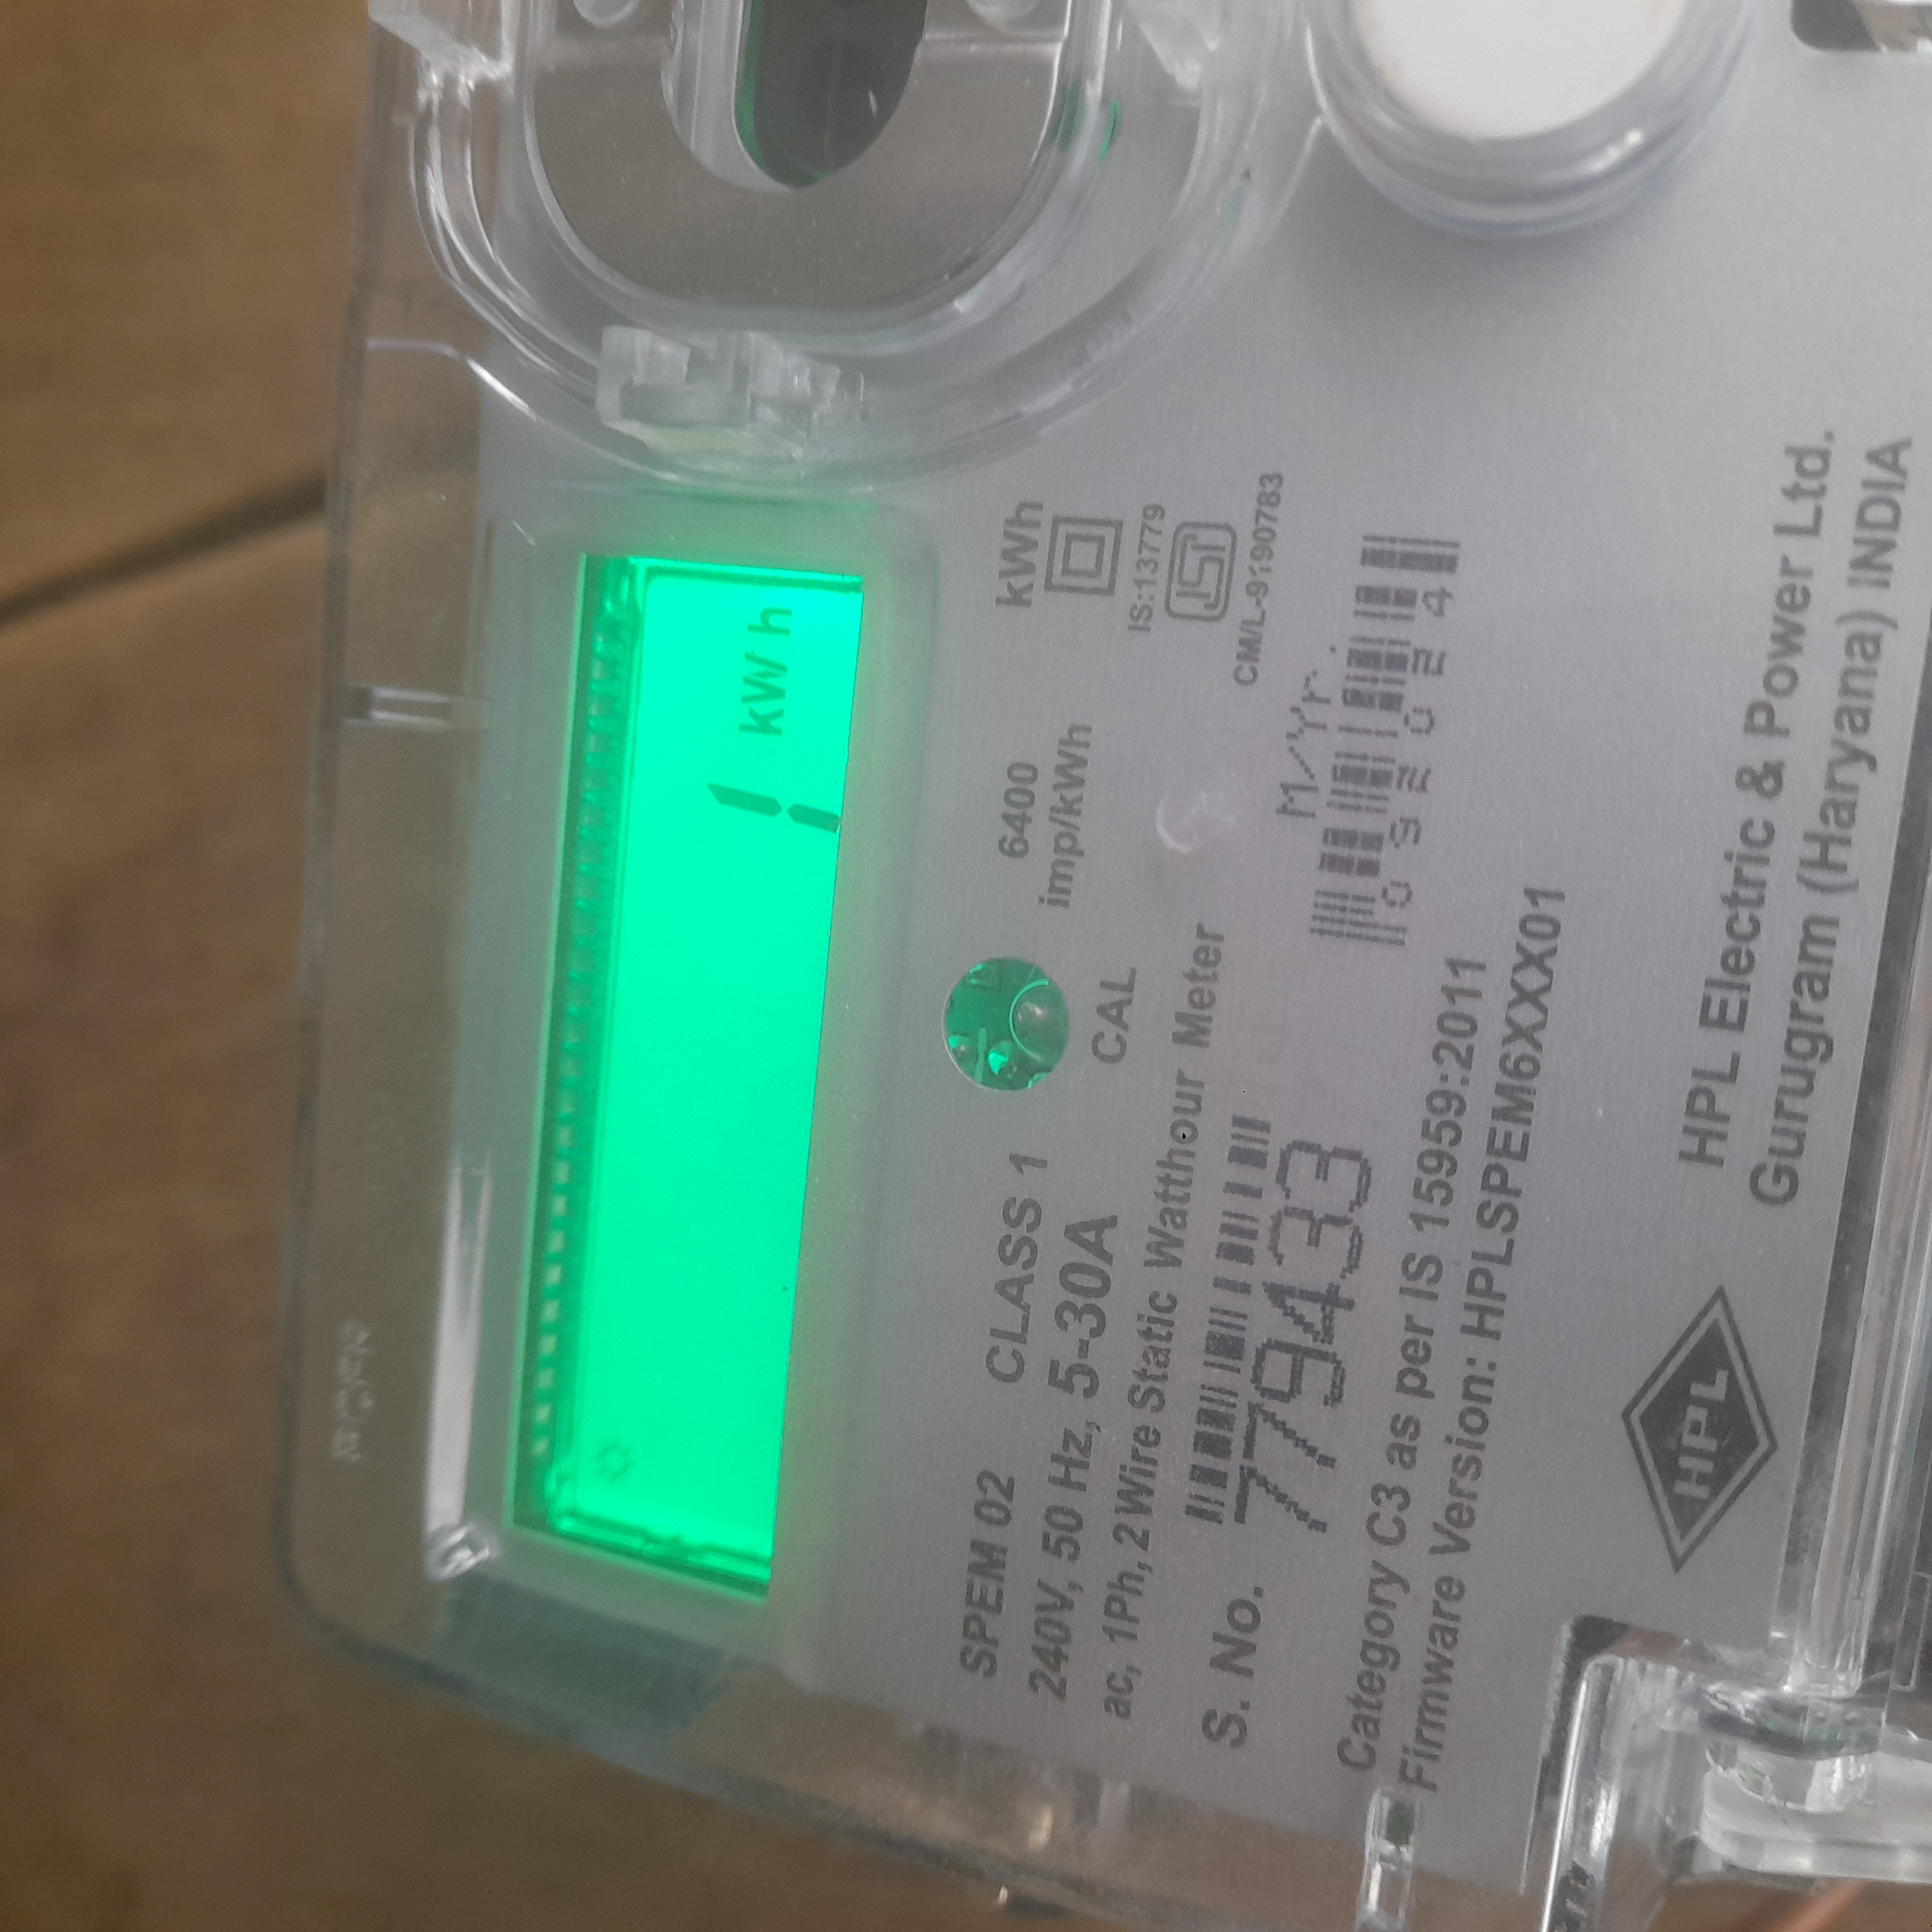 1 kWh
SPEM 02 CLASS 1 6400 imp/kWh kWh
240V, 50 Hz, 5-30A CAL
ac, 1Ph, 2 Wire Static Watthour Meter
IS:13779
CM/L-9190783
S. No. 779433
M/Yr.
Category C3 as per IS 15959:2011
Firmware Version: HPLSPEM6XXX01
HPL
HPL Electric & Power Ltd.
Gurugram (Haryana) INDIA